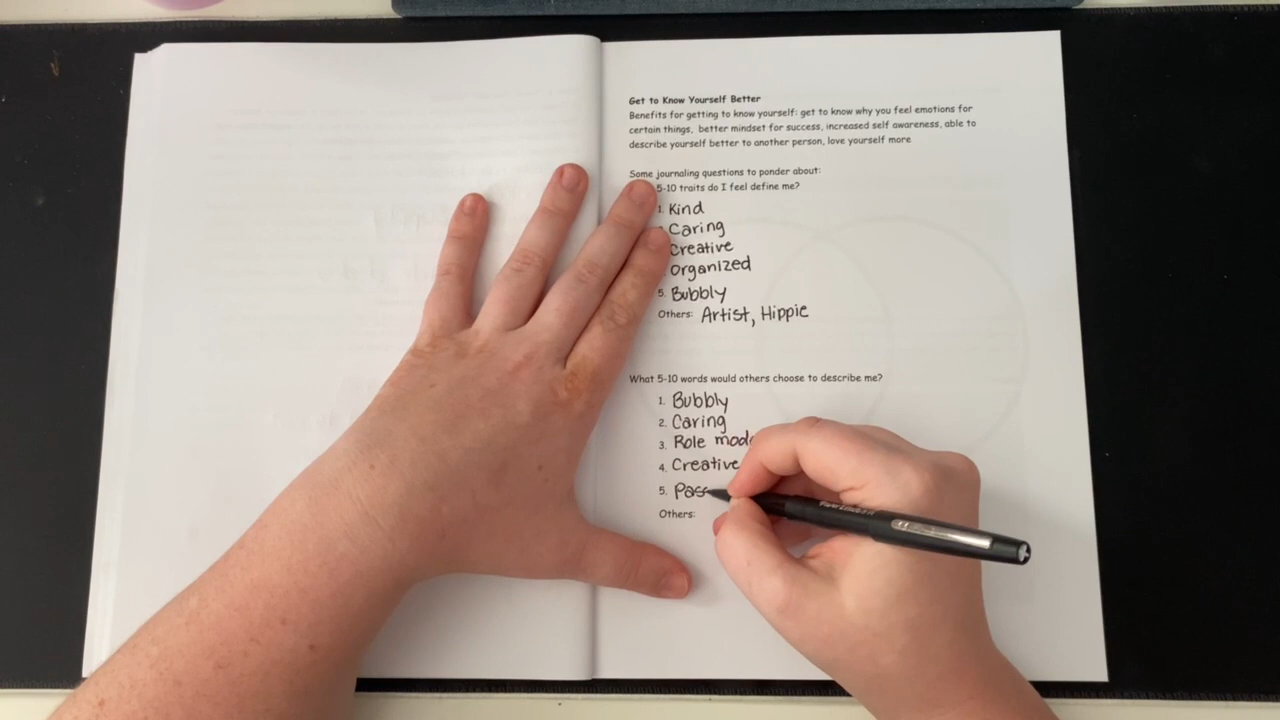 Get to Know Yourself Better
Benefits for getting to know yourself: get to know why you feel emotions for
certain things, better mindset for success, increased self awareness, able to
describe yourself better to another person, love yourself more
Some journaling questions to ponder about:
5-10 traits do I feel define me?
1. Kind
Caring
Creative
Organized
5. Bubbly
Others: Artist, Hippie
What 5-10 words would others choose to describe me?
1. Bubbly
2. Caring
3. Role mod
4. Creative
5. Pass
Others: